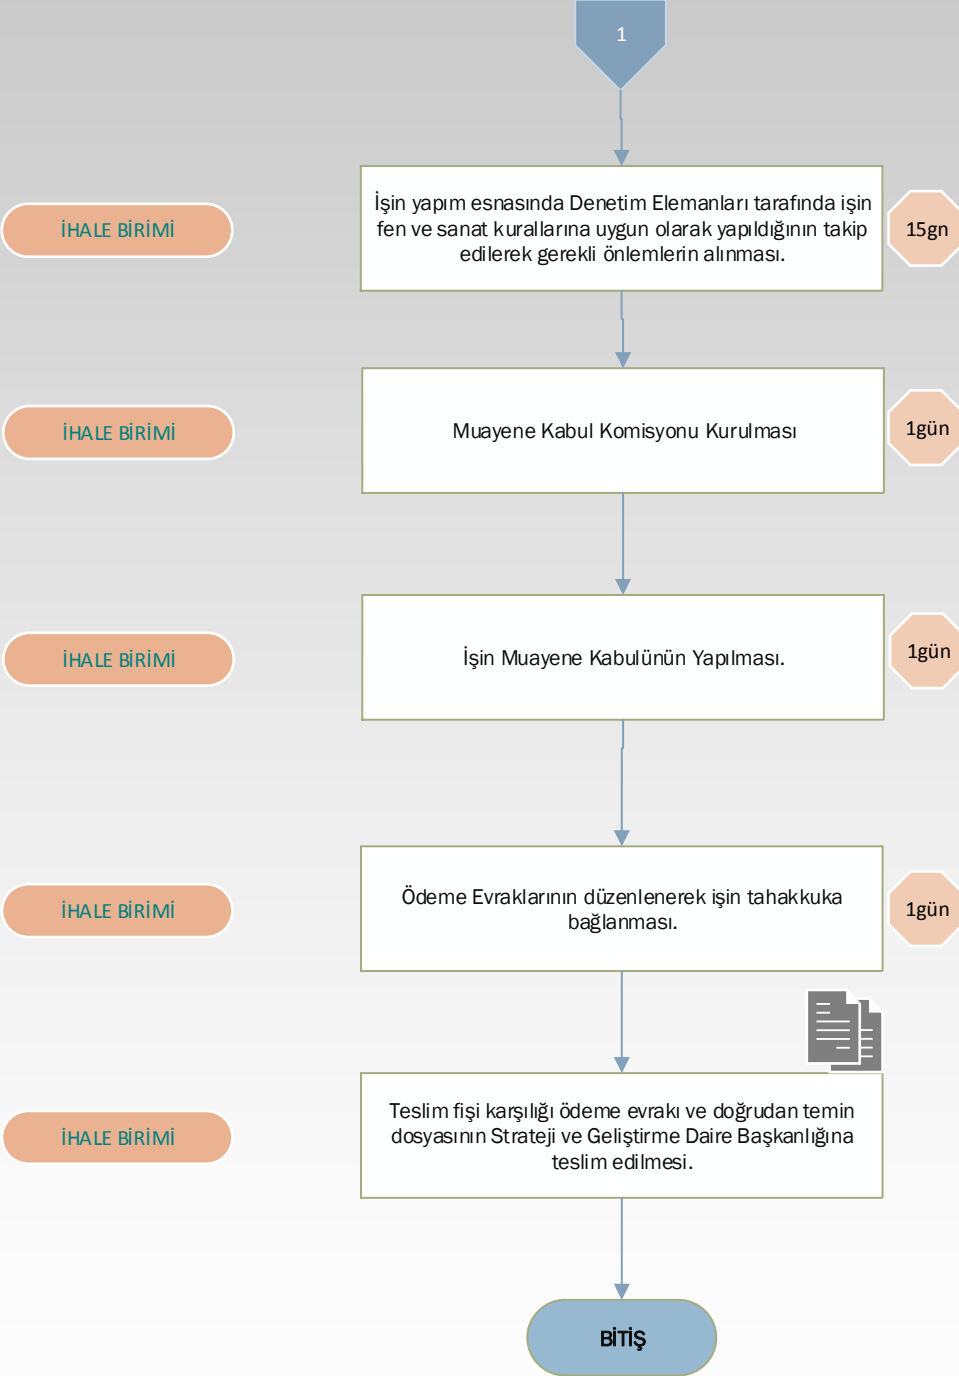 1
İHALE BİRİMİ
İşin yapım esnasında Denetim Elemanları tarafında işin
fen ve sanat kurallarına uygun olarak yapıldığının takip
edilerek gerekli önlemlerin alınması.
15gn
İHALE BİRİMİ
Muayene Kabul Komisyonu Kurulması
1gün
İHALE BİRİMİ
İşin Muayene Kabulünün Yapılması.
1gün
İHALE BİRİMİ
Ödeme Evraklarının düzenlenerek işin tahakkuka
bağlanması.
1gün
İHALE BİRİMİ
Teslim fişi karşılığı ödeme evrakı ve doğrudan temin
dosyasının Strateji ve Geliştirme Daire Başkanlığına
teslim edilmesi.
BİTİŞ